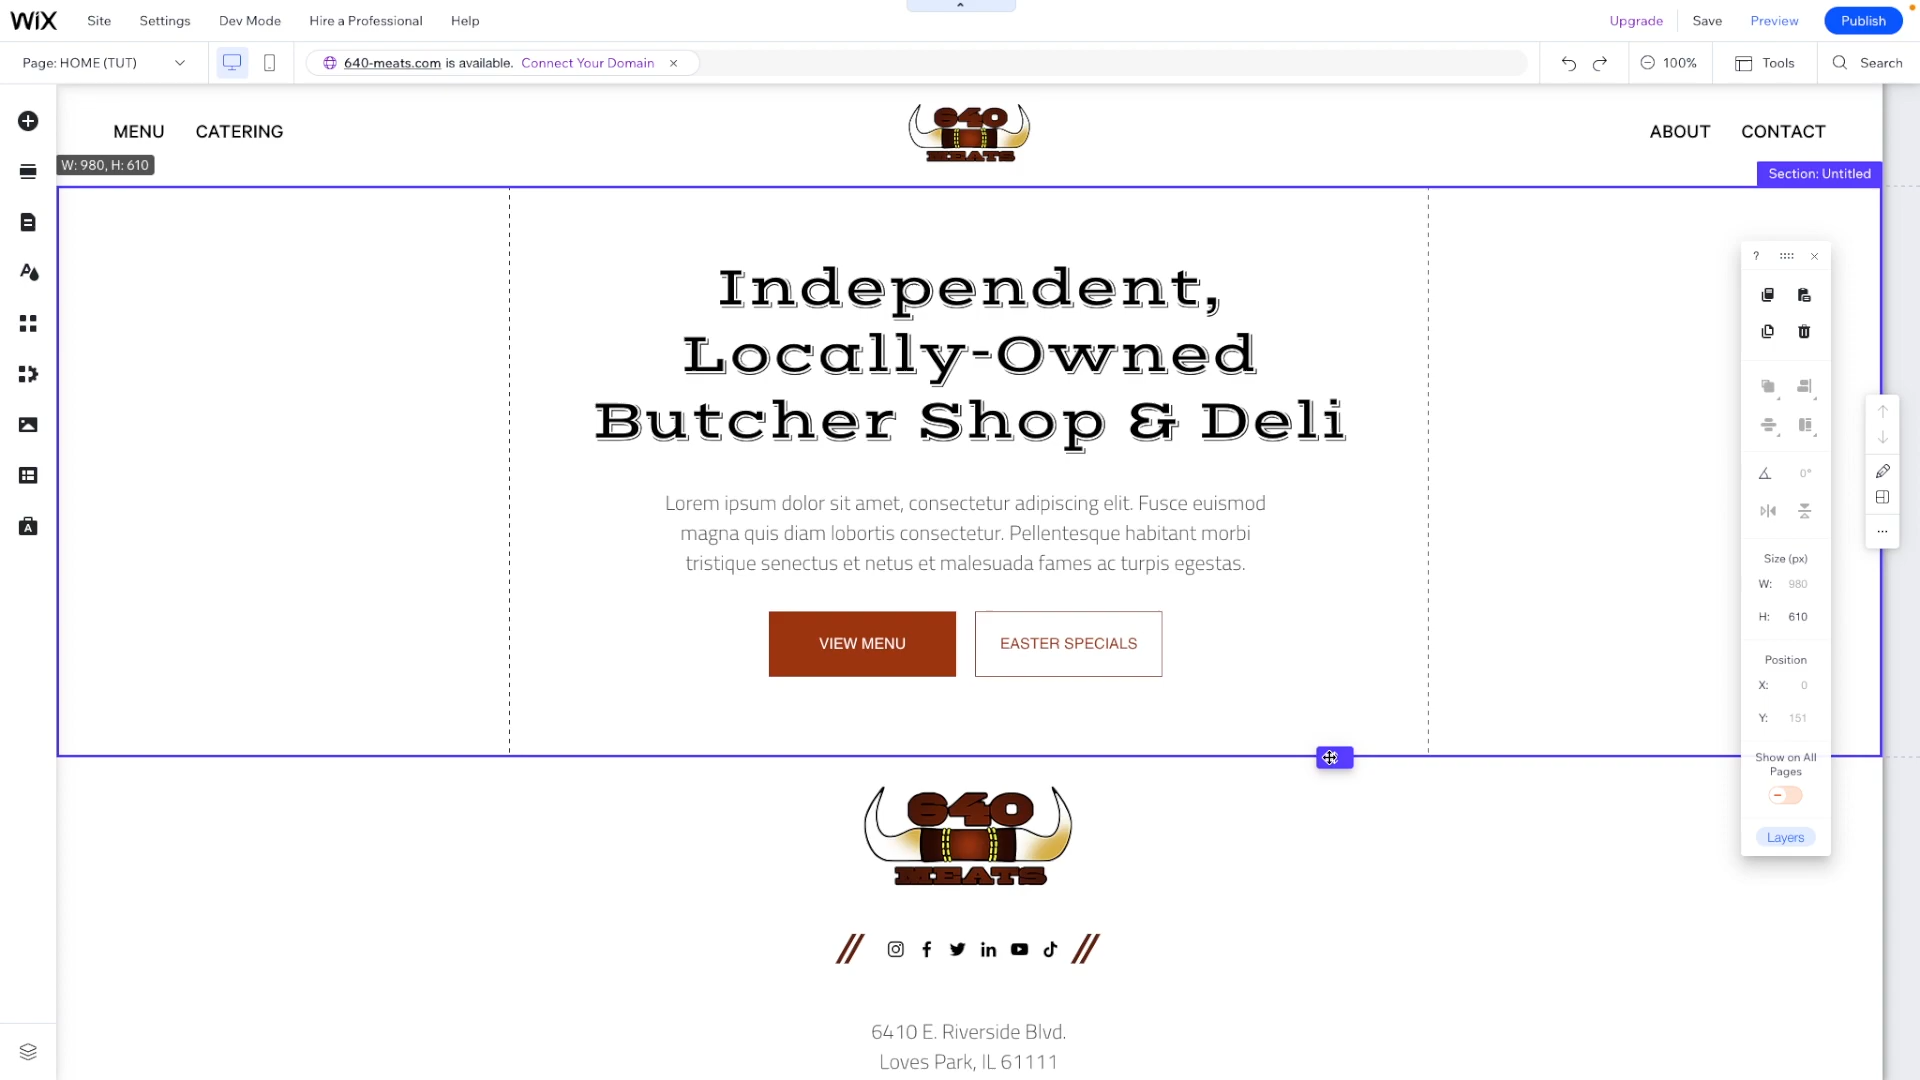 WiX
Site
Settings
Dev Mode
Hire a Professional
Help
Upgrade
Save
Preview
Publish
Page: HOME (TUT)
640-meats.com is available. Connect Your Domain
100%
Tools
Search
MENU
CATERING
640
MEATS
ABOUT
CONTACT
W: 980, H: 610
Section: Untitled
Independent,
Locally-Owned
Butcher Shop & Deli
Lorem ipsum dolor sit amet, consectetur adipiscing elit. Fusce euismod
magna quis diam lobortis consectetur. Pellentesque habitant morbi
tristique senectus et netus et malesuada fames ac turpis egestas.
VIEW MENU
EASTER SPECIALS
?
0°
Size (px)
W: 980
H: 610
Position
X: 0
Y: 151
Show on All
Pages
Layers
640
MEATS
6410 E. Riverside Blvd.
Loves Park, IL 61111